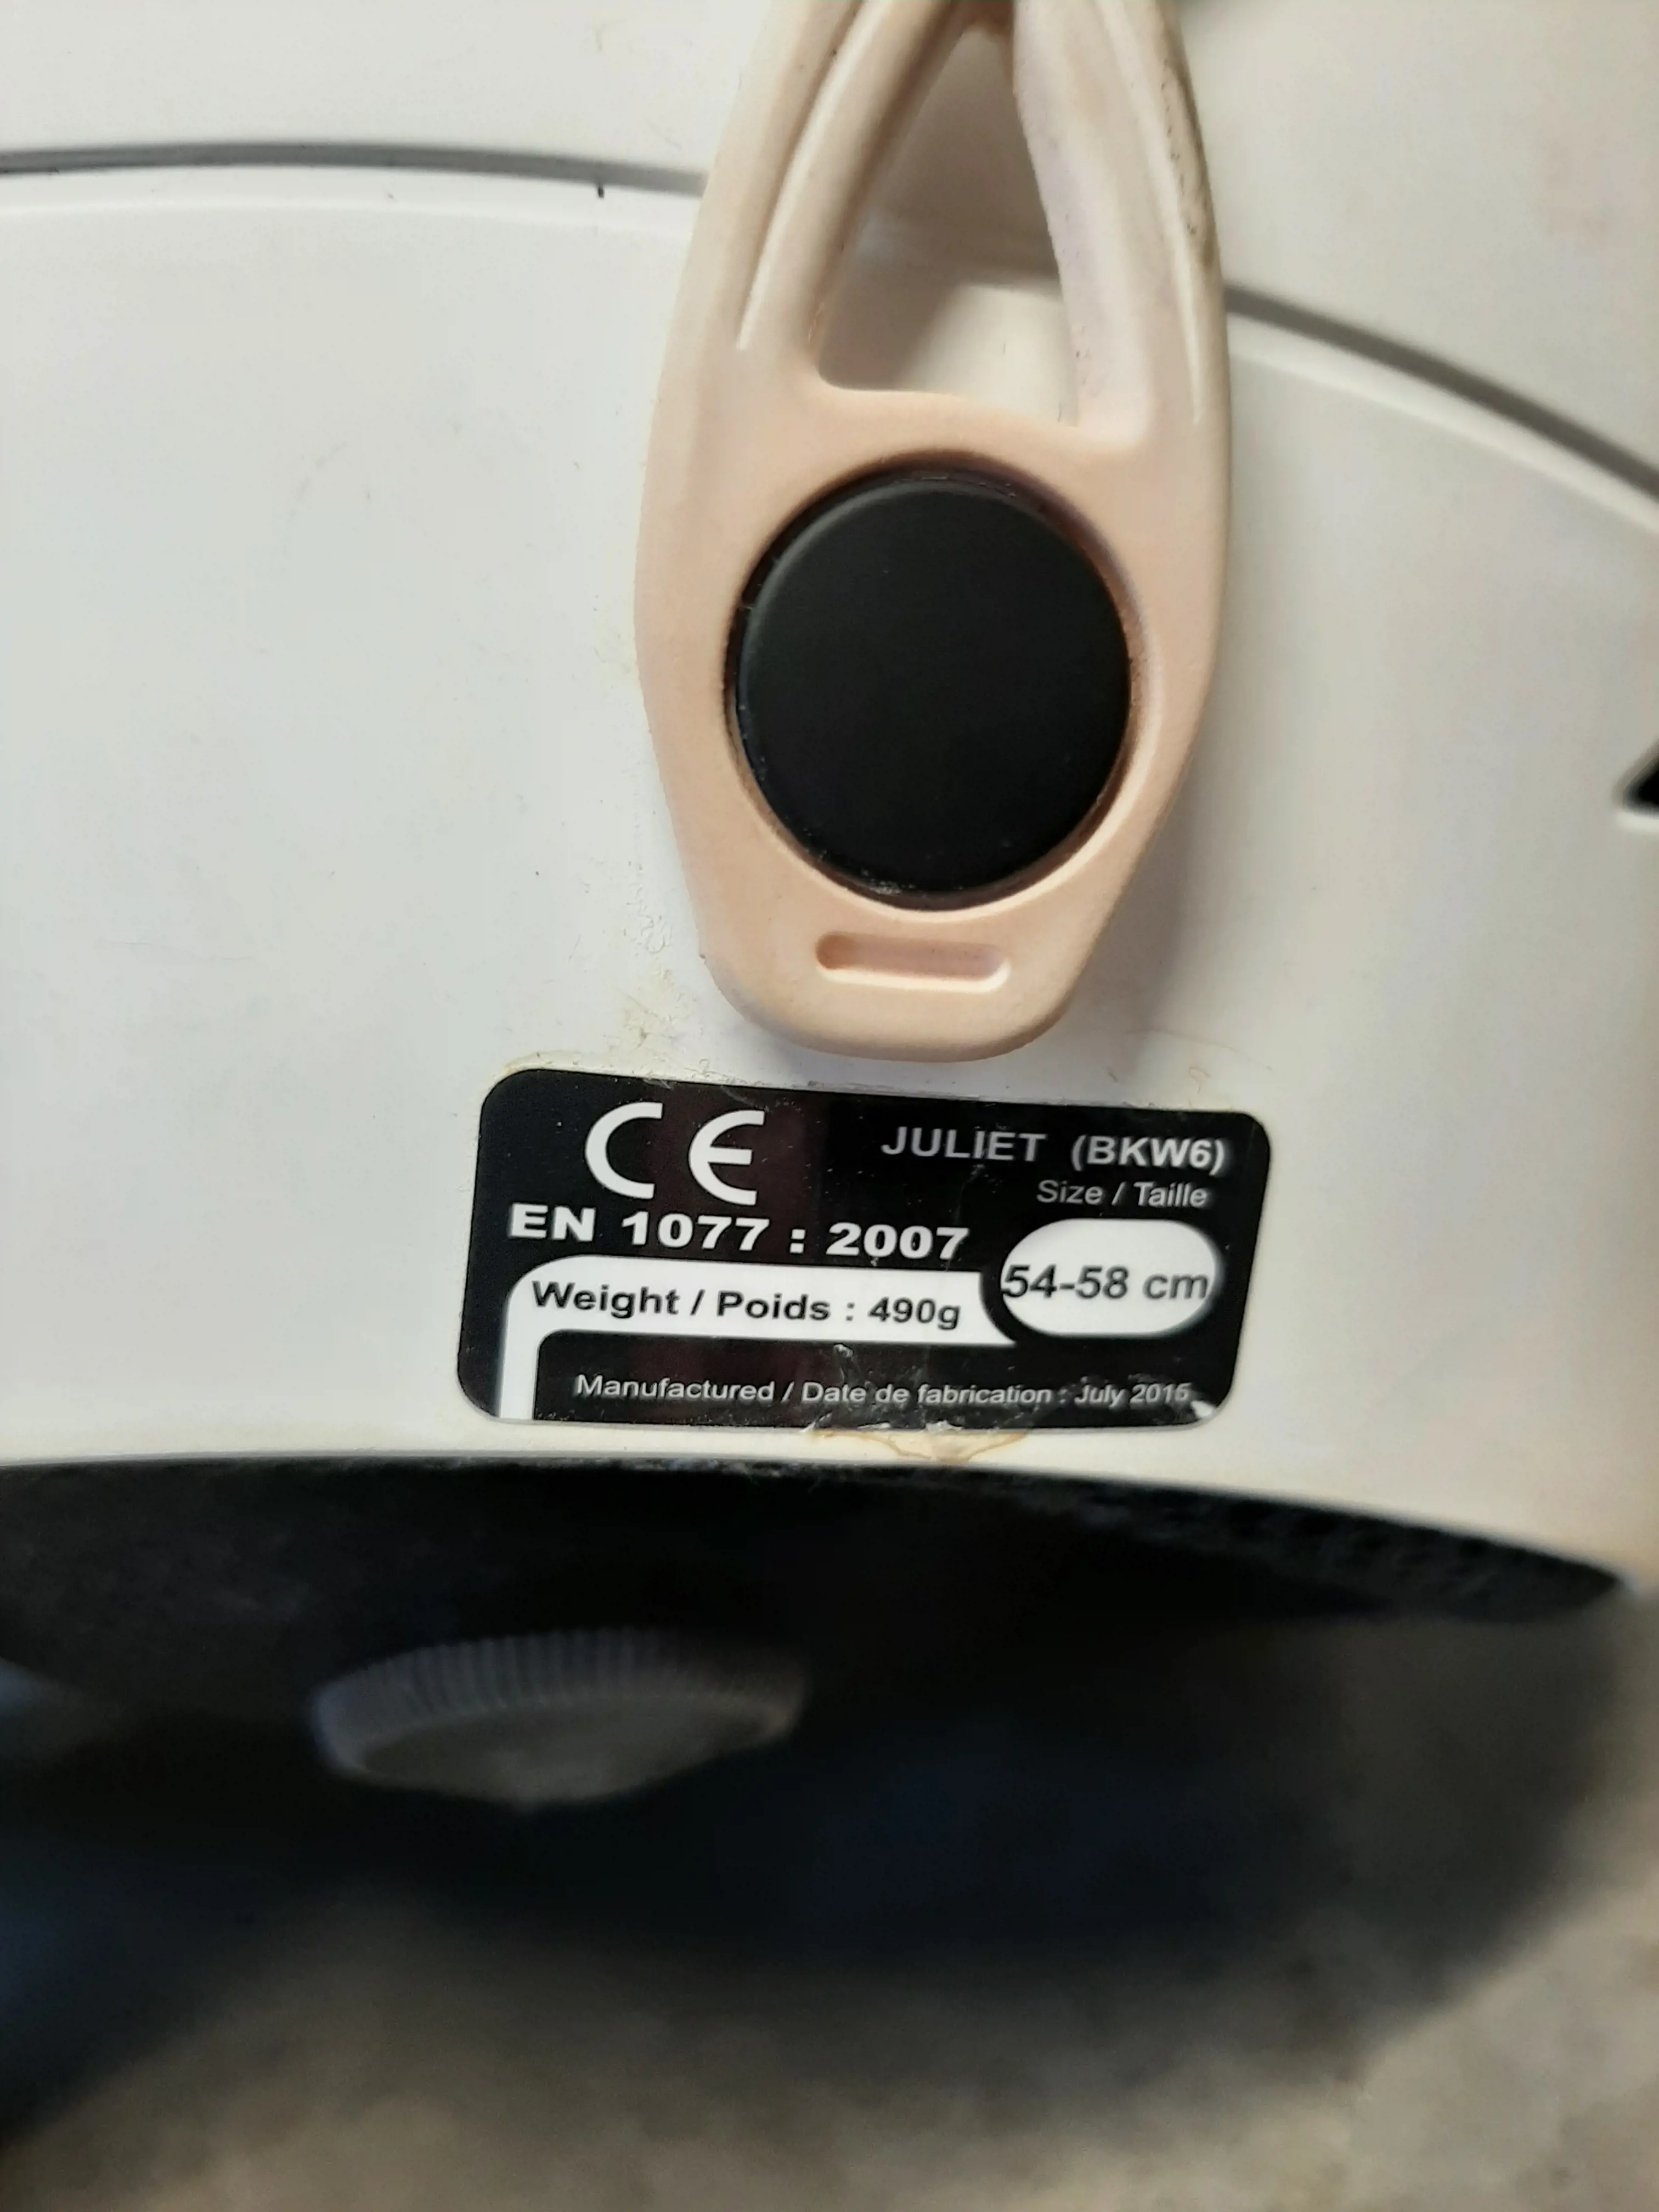 CE
JULIET (BKW6)
Size / Taille
EN 1077 : 2007
54-58 cm
Weight / Poids : 490g
Manufactured / Date de fabrication : July 2015